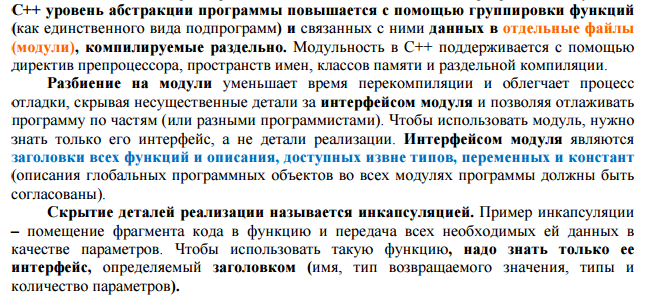 С++ уровень абстракции программы повышается с помощью группировки функций
(как единственного вида подпрограмм) и связанных с ними данных в отдельные файлы
(модули), компилируемые раздельно. Модульность в С++ поддерживается с помощью
директив препроцессора, пространств имен, классов памяти и раздельной компиляции.
Разбиение на модули уменьшает время перекомпиляции и облегчает процесс
отладки, скрывая несущественные детали за интерфейсом модуля и позволяя отлаживать
программу по частям (или разными программистами). Чтобы использовать модуль, нужно
знать только его интерфейс, а не детали реализации. Интерфейсом модуля являются
заголовки всех функций и описания, доступных извне типов, переменных и констант
(описания глобальных программных объектов во всех модулях программы должны быть
согласованы).
Скрытие деталей реализации называется инкапсуляцией. Пример инкапсуляции
– помещение фрагмента кода в функцию и передача всех необходимых ей данных в
качестве параметров. Чтобы использовать такую функцию, надо знать только ее
интерфейс, определяемый заголовком (имя, тип возвращаемого значения, типы и
количество параметров).